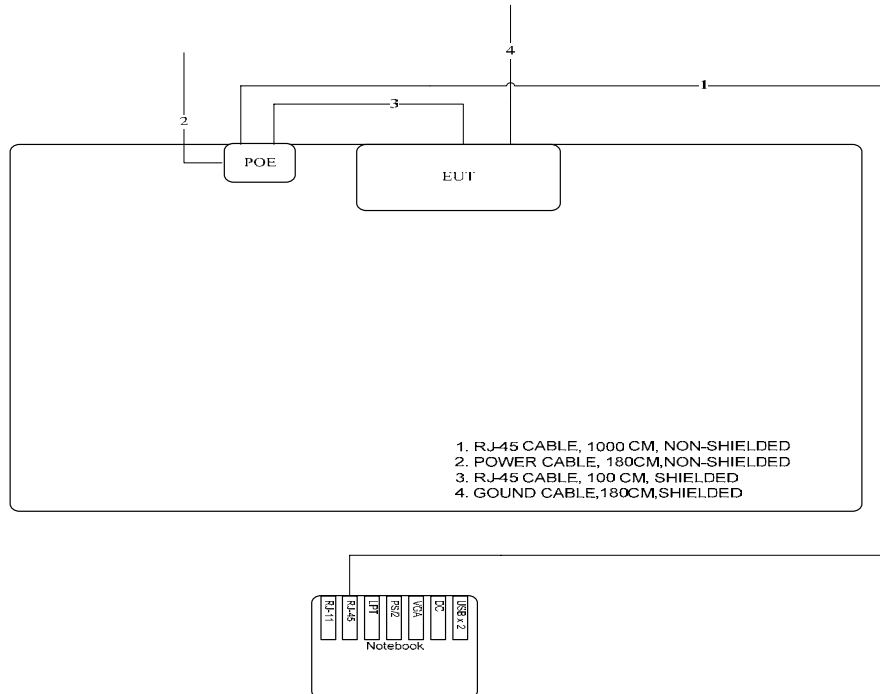 4
1
3
2
POE
EUT
1. RJ-45 CABLE, 1000 CM, NON-SHIELDED
2. POWER CABLE, 180CM,NON-SHIELDED
3. RJ-45 CABLE, 100 CM, SHIELDED
4. GOUND CABLE,180CM,SHIELDED
RJ-11
RJ-45
LPT
PS/2
VGA
DC
USB x 2
Notebook